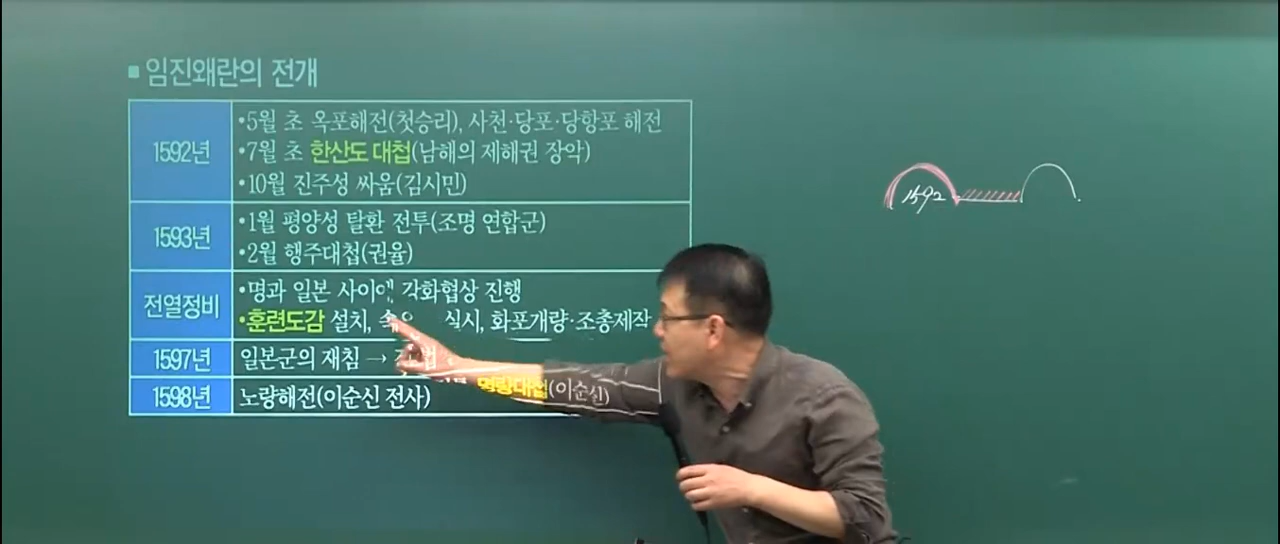 ▪임진왜란의 전개
1592년
•5월 초 옥포해전(첫승리), 사천·당포·당항포 해전
•7월 초 한산도 대첩(남해의 제해권 장악)
•10월 진주성 싸움(김시민)
1593년
•1월 평양성 탈환 전투(조명 연합군)
•2월 행주대첩(권율)
전열정비
•명과 일본 사이에 강화협상 진행
•훈련도감 설치, 실시, 화포개량·조총제작
1597년
일본군의 재침 →
명량대첩(이순신)
1598년
노량해전(이순신 전사)
1592